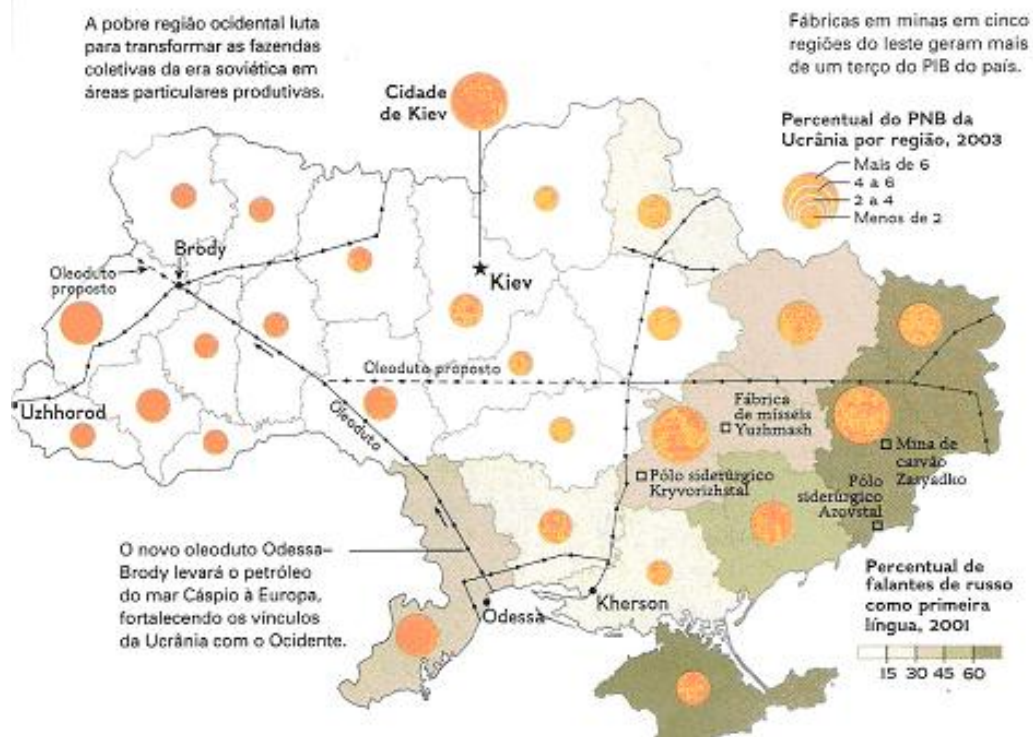 A pobre região ocidental luta
para transformar as fazendas
coletivas da era soviética em
áreas particulares produtivas.
Fábricas em minas em cinco
regiões do leste geram mais
de um terço do PIB do país.
Percentual do PNB da
Ucrânia por região, 2003
Mais de 6
4 a 6
2 a 4
Menos de 2
Cidade
de Kiev
Brody
Oleoduto
proposto
Kiev
Oleoduto proposto
Uzhhorod
Oleoduto
Fábrica
de mísseis
Yuzhmash
Mina de
carvão
Zasyadko
Pólo siderúrgico
Kryvorizhstal
Pólo
siderúrgico
Azovstal
O novo oleoduto Odessa–
Brody levará o petróleo
do mar Cáspio à Europa,
fortalecendo os vínculos
da Ucrânia com o Ocidente.
Odessa
Kherson
Percentual de
falantes de russo
como primeira
língua, 2001
15 30 45 60